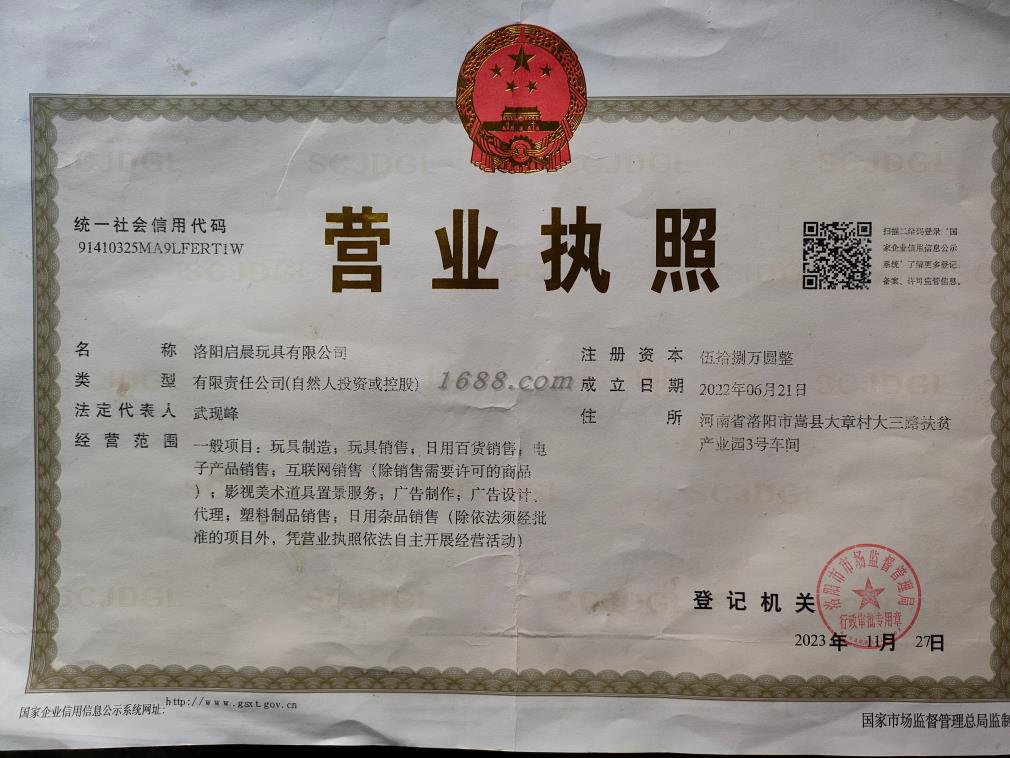 SCJDGL SCJDGL SCJDGL SCJDGL
营业执照
统一社会信用代码
91410325MA9LFERT1W
扫描二维码登录‘国
家企业信用信息公示
系统’了解更多登记、
备案、许可监管信息。
名称 洛阳启晨玩具有限公司
类型 有限责任公司(自然人投资或控股)
法定代表人 武现峰
经营范围 一般项目：玩具制造；玩具销售；日用百货销售；电
子产品销售；互联网销售（除销售需要许可的商品
）；影视美术道具置景服务；广告制作；广告设计、
代理；塑料制品销售；日用杂品销售（除依法须经批
准的项目外，凭营业执照依法自主开展经营活动）
1688.com
注册资本 伍拾捌万圆整
成立日期 2022年06月21日
住所 河南省洛阳市嵩县大章村大三路扶贫
产业园3号车间
SCJDGL SCJDGL SCJDGL SCJDGL
登记机关
洛阳市市场监督管理局
行政审批专用章
2023年 11月 27日
国家企业信用信息公示系统网址：http://www.gsxt.gov.cn
国家市场监督管理总局监制